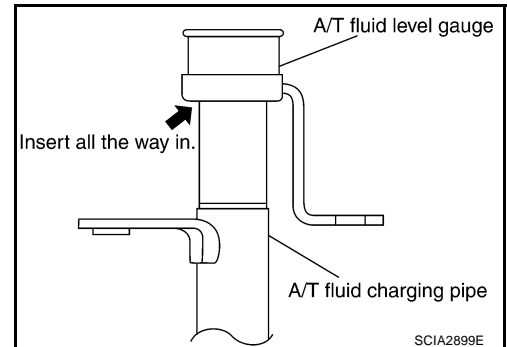 A/T fluid level gauge
Insert all the way in.
A/T fluid charging pipe
SCIA2899E